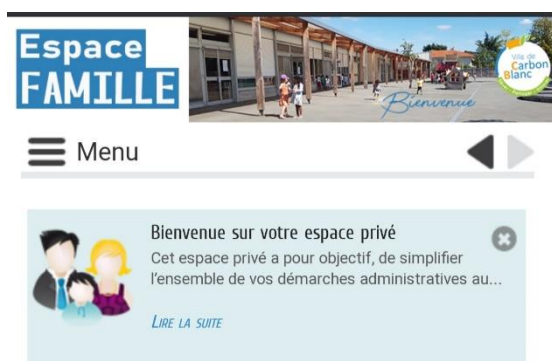 Espace
FAMILLE
Bienvenue
Ville de
Carbon
Blanc
Menu
Bienvenue sur votre espace privé
Cet espace privé a pour objectif, de simplifier
l'ensemble de vos démarches administratives au...
LIRE LA SUITE